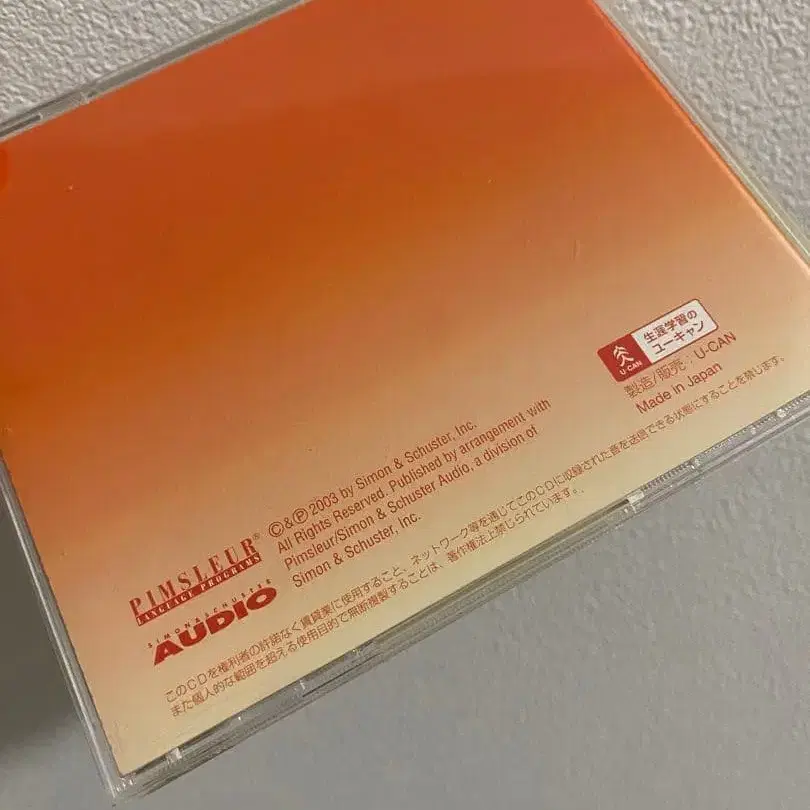 生涯学習の
ユーキャン
U-CAN
製造/販売:U-CAN
Made in Japan
PIMSLEUR®
LANGUAGE PROGRAMS
SIMON & SCHUSTER
AUDIO
©&Ⓟ 2003 by Simon & Schuster, Inc.
All Rights Reserved. Published by arrangement with
Pimsleur/Simon & Schuster Audio, a division of
Simon & Schuster, Inc.
このCDを権利者の許諾なく賃貸業に使用すること、ネットワーク等を通じてこのCDに収録された音を送信できる状態にすることを禁じます。
また個人的な範囲を超える使用目的で無断複製することは、著作権法上禁じられています。